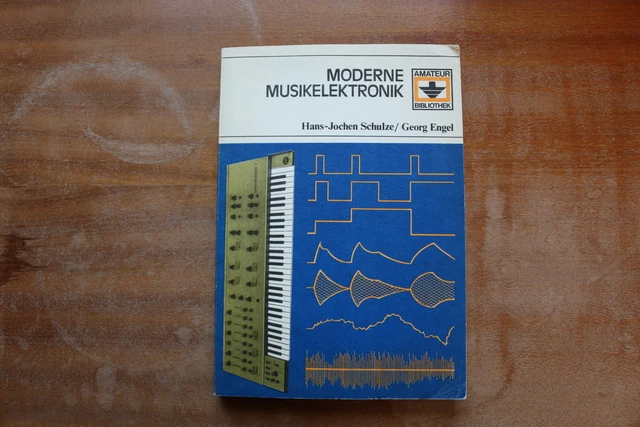 MODERNE
MUSIKELEKTRONIK
AMATEUR
BIBLIOTHEK
Hans-Jochen Schulze/Georg Engel